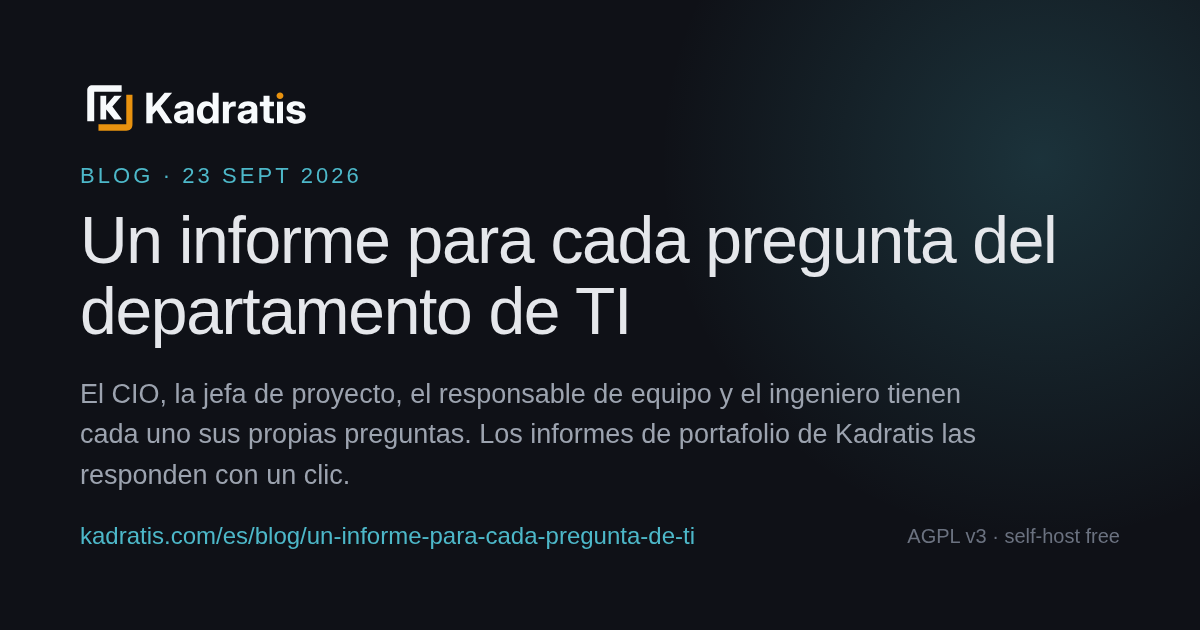 K Kadratis
BLOG · 23 SEPT 2026
Un informe para cada pregunta del
departamento de TI
El CIO, la jefa de proyecto, el responsable de equipo y el ingeniero tienen
cada uno sus propias preguntas. Los informes de portafolio de Kadratis las
responden con un clic.
kadratis.com/es/blog/un-informe-para-cada-pregunta-de-ti
AGPL v3 · self-host free